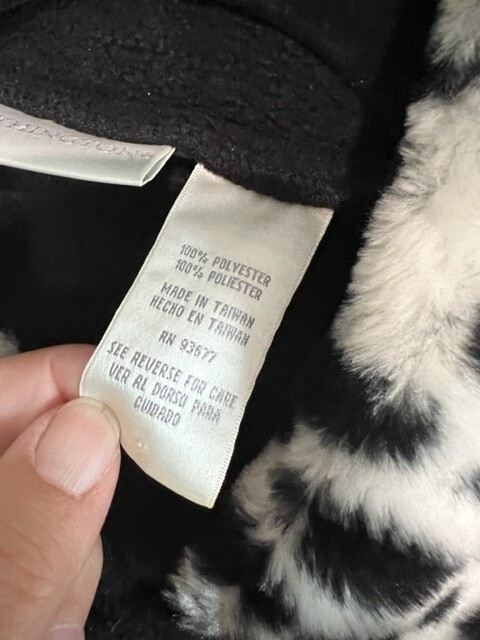 THINGTON
100% POLYESTER
100% POLIESTER
MADE IN TAIWAN
HECHO EN TAIWAN
RN 93677
SEE REVERSE FOR CARE
VER AL DORSO PARA
CUIDADO